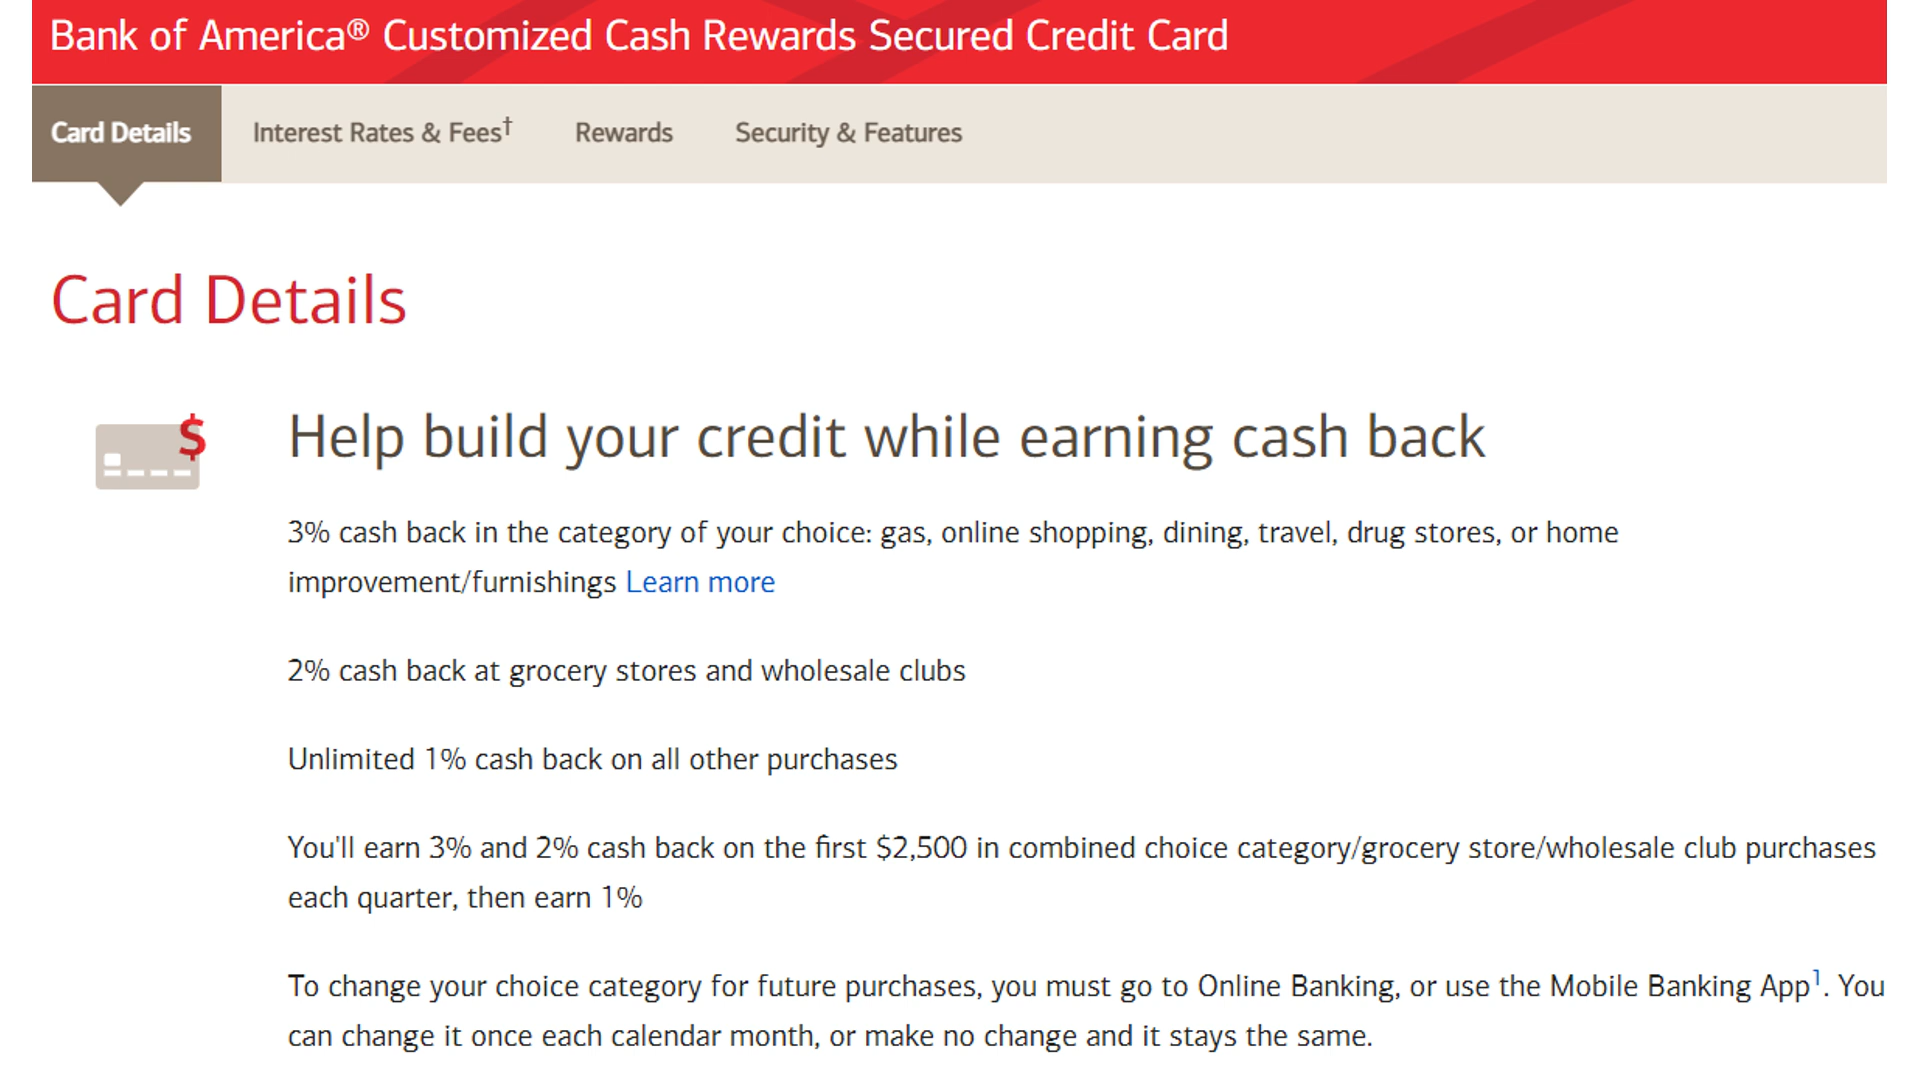 Bank of America® Customized Cash Rewards Secured Credit Card
Card Details Interest Rates & Fees† Rewards Security & Features
Card Details
$
Help build your credit while earning cash back
3% cash back in the category of your choice: gas, online shopping, dining, travel, drug stores, or home
improvement/furnishings Learn more
2% cash back at grocery stores and wholesale clubs
Unlimited 1% cash back on all other purchases
You'll earn 3% and 2% cash back on the first $2,500 in combined choice category/grocery store/wholesale club purchases
each quarter, then earn 1%
To change your choice category for future purchases, you must go to Online Banking, or use the Mobile Banking App1. You
can change it once each calendar month, or make no change and it stays the same.